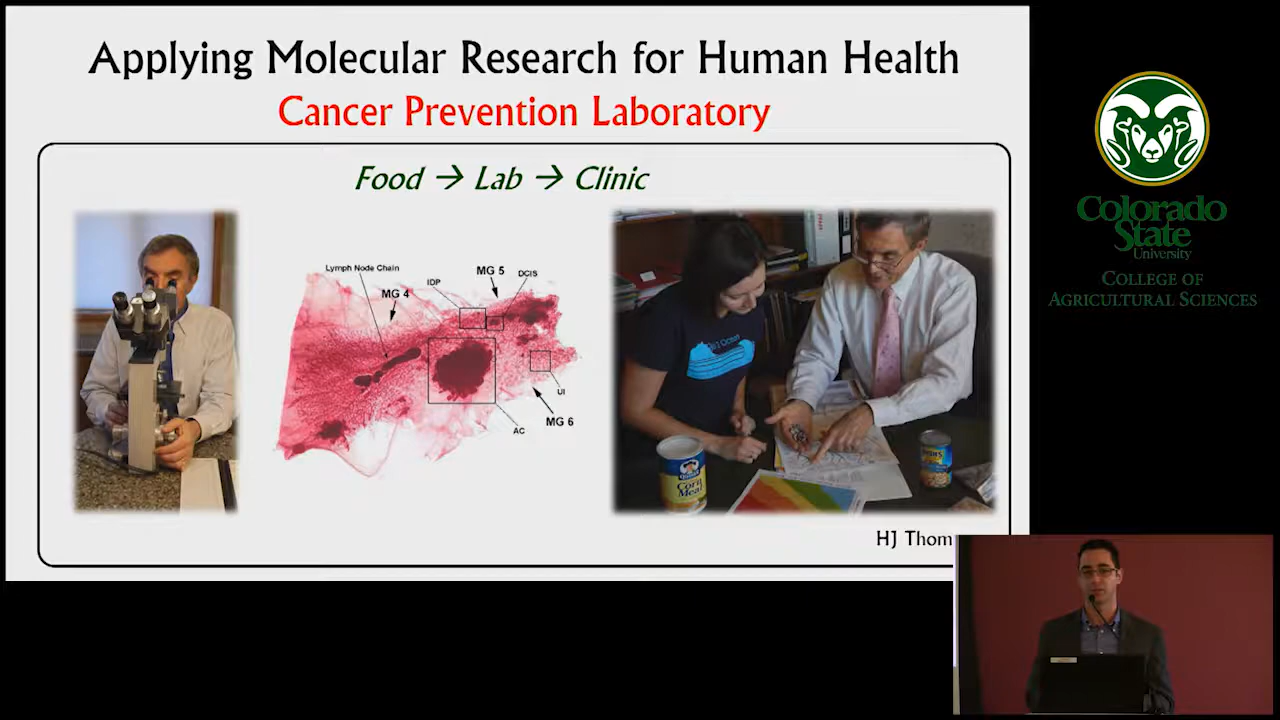 Applying Molecular Research for Human Health
Cancer Prevention Laboratory
Food → Lab → Clinic
Lymph Node Chain
MG 4
IDP
MG 5
DCIS
UI
MG 6
AC
Corn
Meal
HJ Thom
Colorado
State
University
COLLEGE OF
AGRICULTURAL SCIENCES